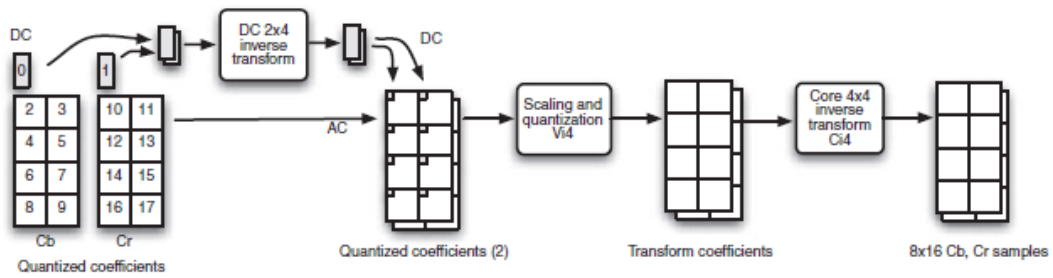 DC
0
1
DC 2x4
inverse
transform
DC
2 3
4 5
6 7
8 9
10 11
12 13
14 15
16 17
AC
Scaling and
quantization
Vi4
Core 4x4
inverse
transform
Ci4
Cb
Cr
Quantized coefficients
Quantized coefficients (2)
Transform coefficients
8x16 Cb, Cr samples